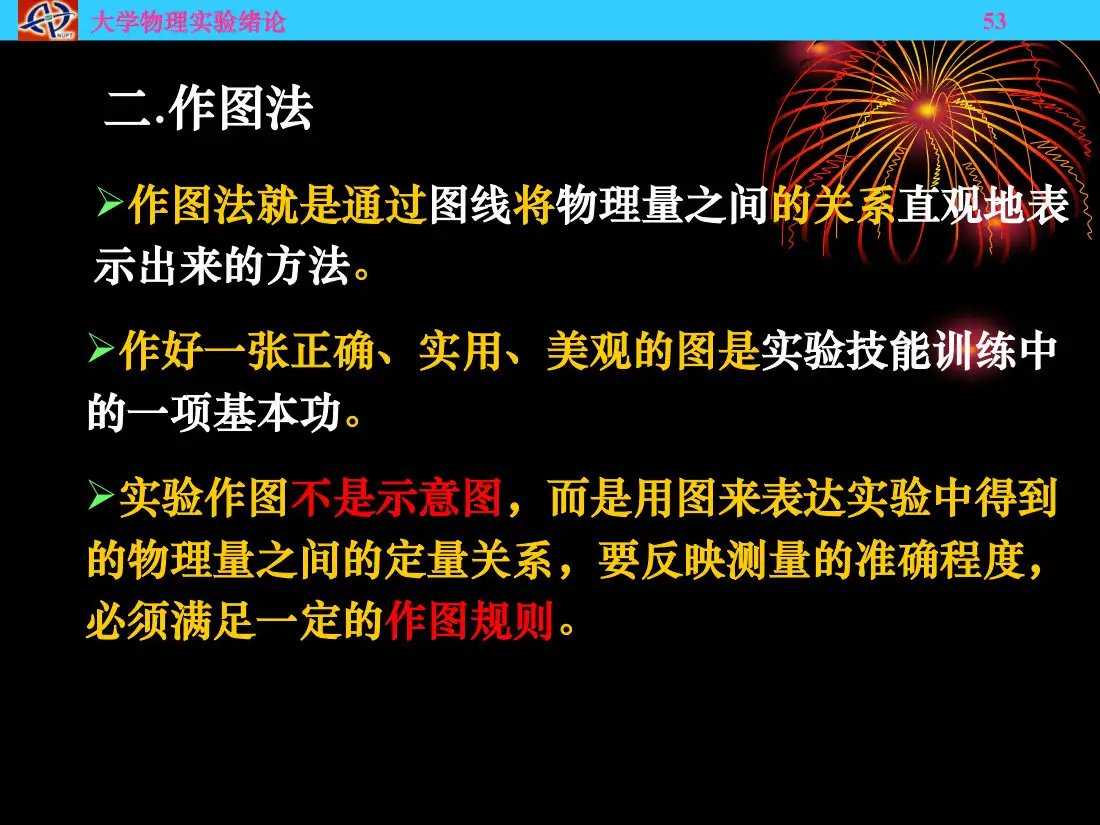 大学物理实验绪论
53
NUPT
二.作图法
作图法就是通过图线将物理量之间的关系直观地表
示出来的方法。
作好一张正确、实用、美观的图是实验技能训练中
的一项基本功。
实验作图不是示意图，而是用图来表达实验中得到
的物理量之间的定量关系，要反映测量的准确程度，
必须满足一定的作图规则。